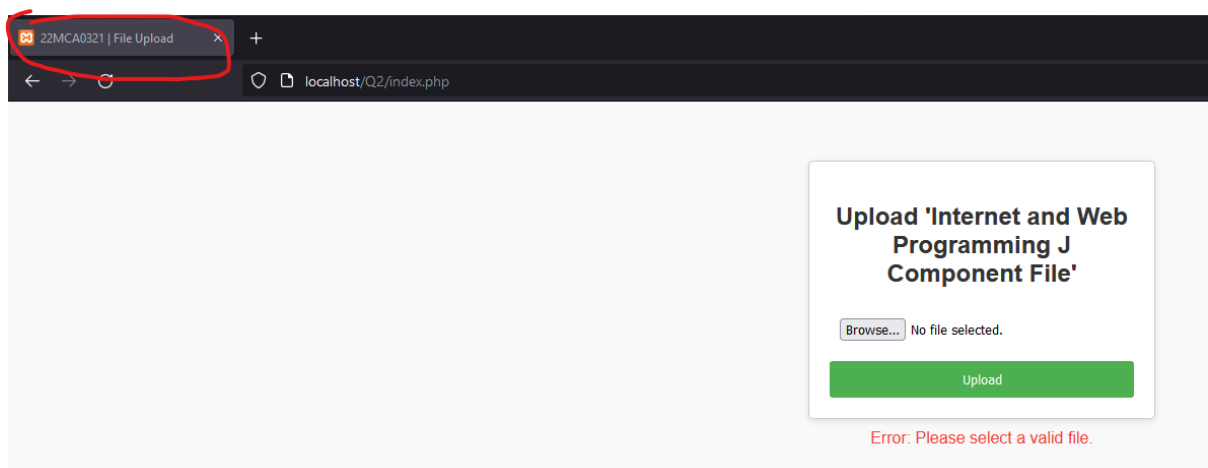 22MCA0321 | File Upload
localhost/Q2/index.php
Upload 'Internet and Web
Programming J
Component File'
Browse... No file selected.
Upload
Error: Please select a valid file.